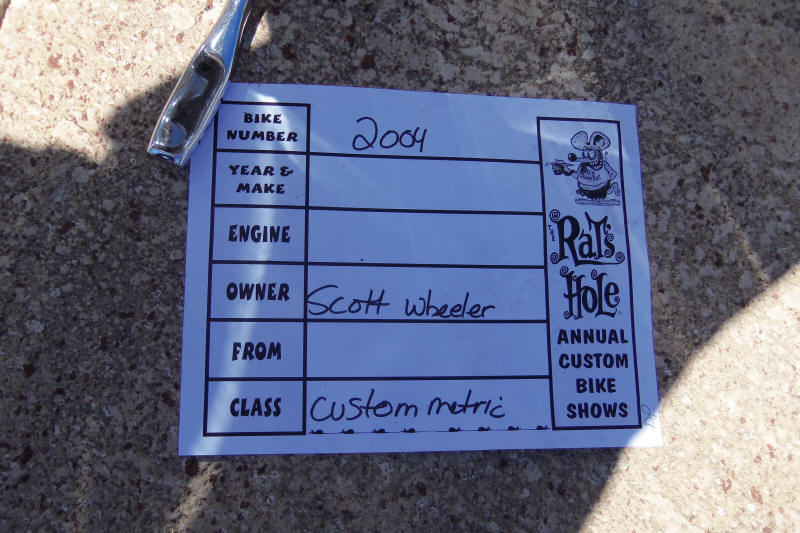 BIKE NUMBER 2004
YEAR & MAKE
ENGINE
OWNER Scott Wheeler
FROM
CLASS Custom metric
THE
RAT'S
HOLE
ANNUAL
CUSTOM
BIKE
SHOWS